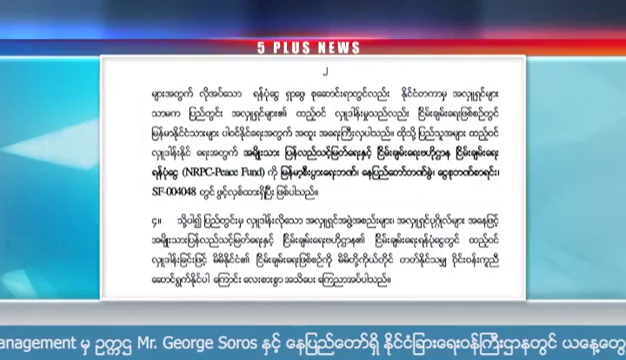 5 PLUS NEWS
၂
များအတွက် လိုအပ်သော ရန်ပုံငွေ ရှာဖွေ စုဆောင်းရာတွင်လည်း နိုင်ငံတကာမှ အလှူရှင်များ
သာမက ပြည်တွင်း အလှူရှင်များ၏ ထည့်ဝင် လှူဒါန်းမှုသည်လည်း ငြိမ်းချမ်းရေးဖြစ်စဉ်တွင်
မြန်မာနိုင်ငံသားများ ပါဝင်နိုင်ရေးအတွက် အထူး အရေးကြီးလှပါသည်။ ထို့သို့ ပြည်သူအများ ထည့်ဝင်
လှူဒါန်းနိုင် ရေးအတွက် အမျိုးသား ပြန်လည်သင့်မြတ်ရေးနှင့် ငြိမ်းချမ်းရေးဗဟိုဌာန ငြိမ်းချမ်းရေး
ရန်ပုံငွေ (NRPC-Peace Fund) ကို မြန်မာ့စီးပွားရေးဘဏ်၊ နေပြည်တော်ဘဏ်ခွဲ၊ ငွေစုဘဏ်စာရင်း၊
SF-004048 တွင် ဖွင့်လှစ်ထားရှိပြီး ဖြစ်ပါသည်။
၄။ သို့ပါ၍ ပြည်တွင်းမှ လှူဒါန်းလိုသော အလှူရှင်အဖွဲ့အစည်းများ၊ အလှူရှင်ပုဂ္ဂိုလ်များ အနေဖြင့်
အမျိုးသားပြန်လည်သင့်မြတ်ရေးနှင့် ငြိမ်းချမ်းရေးဗဟိုဌာန၏ ငြိမ်းချမ်းရေးရန်ပုံငွေတွင် ထည့်ဝင်
လှူဒါန်းခြင်းဖြင့် မိမိနိုင်ငံ၏ ငြိမ်းချမ်းရေးဖြစ်စဉ်ကို မိမိတို့ကိုယ်တိုင် တတ်နိုင်သမျှ ဝိုင်းဝန်းကူညီ
ဆောင်ရွက်နိုင်ပါ ကြောင်း လေးစားစွာ အသိပေး ကြေညာအပ်ပါသည်။
anagement မှ ဥက္ကဌ Mr. George Soros နှင့် နေပြည်တော်ရှိ နိုင်ငံခြားရေးဝန်ကြီးဌာနတွင် ယနေ့တွေ့